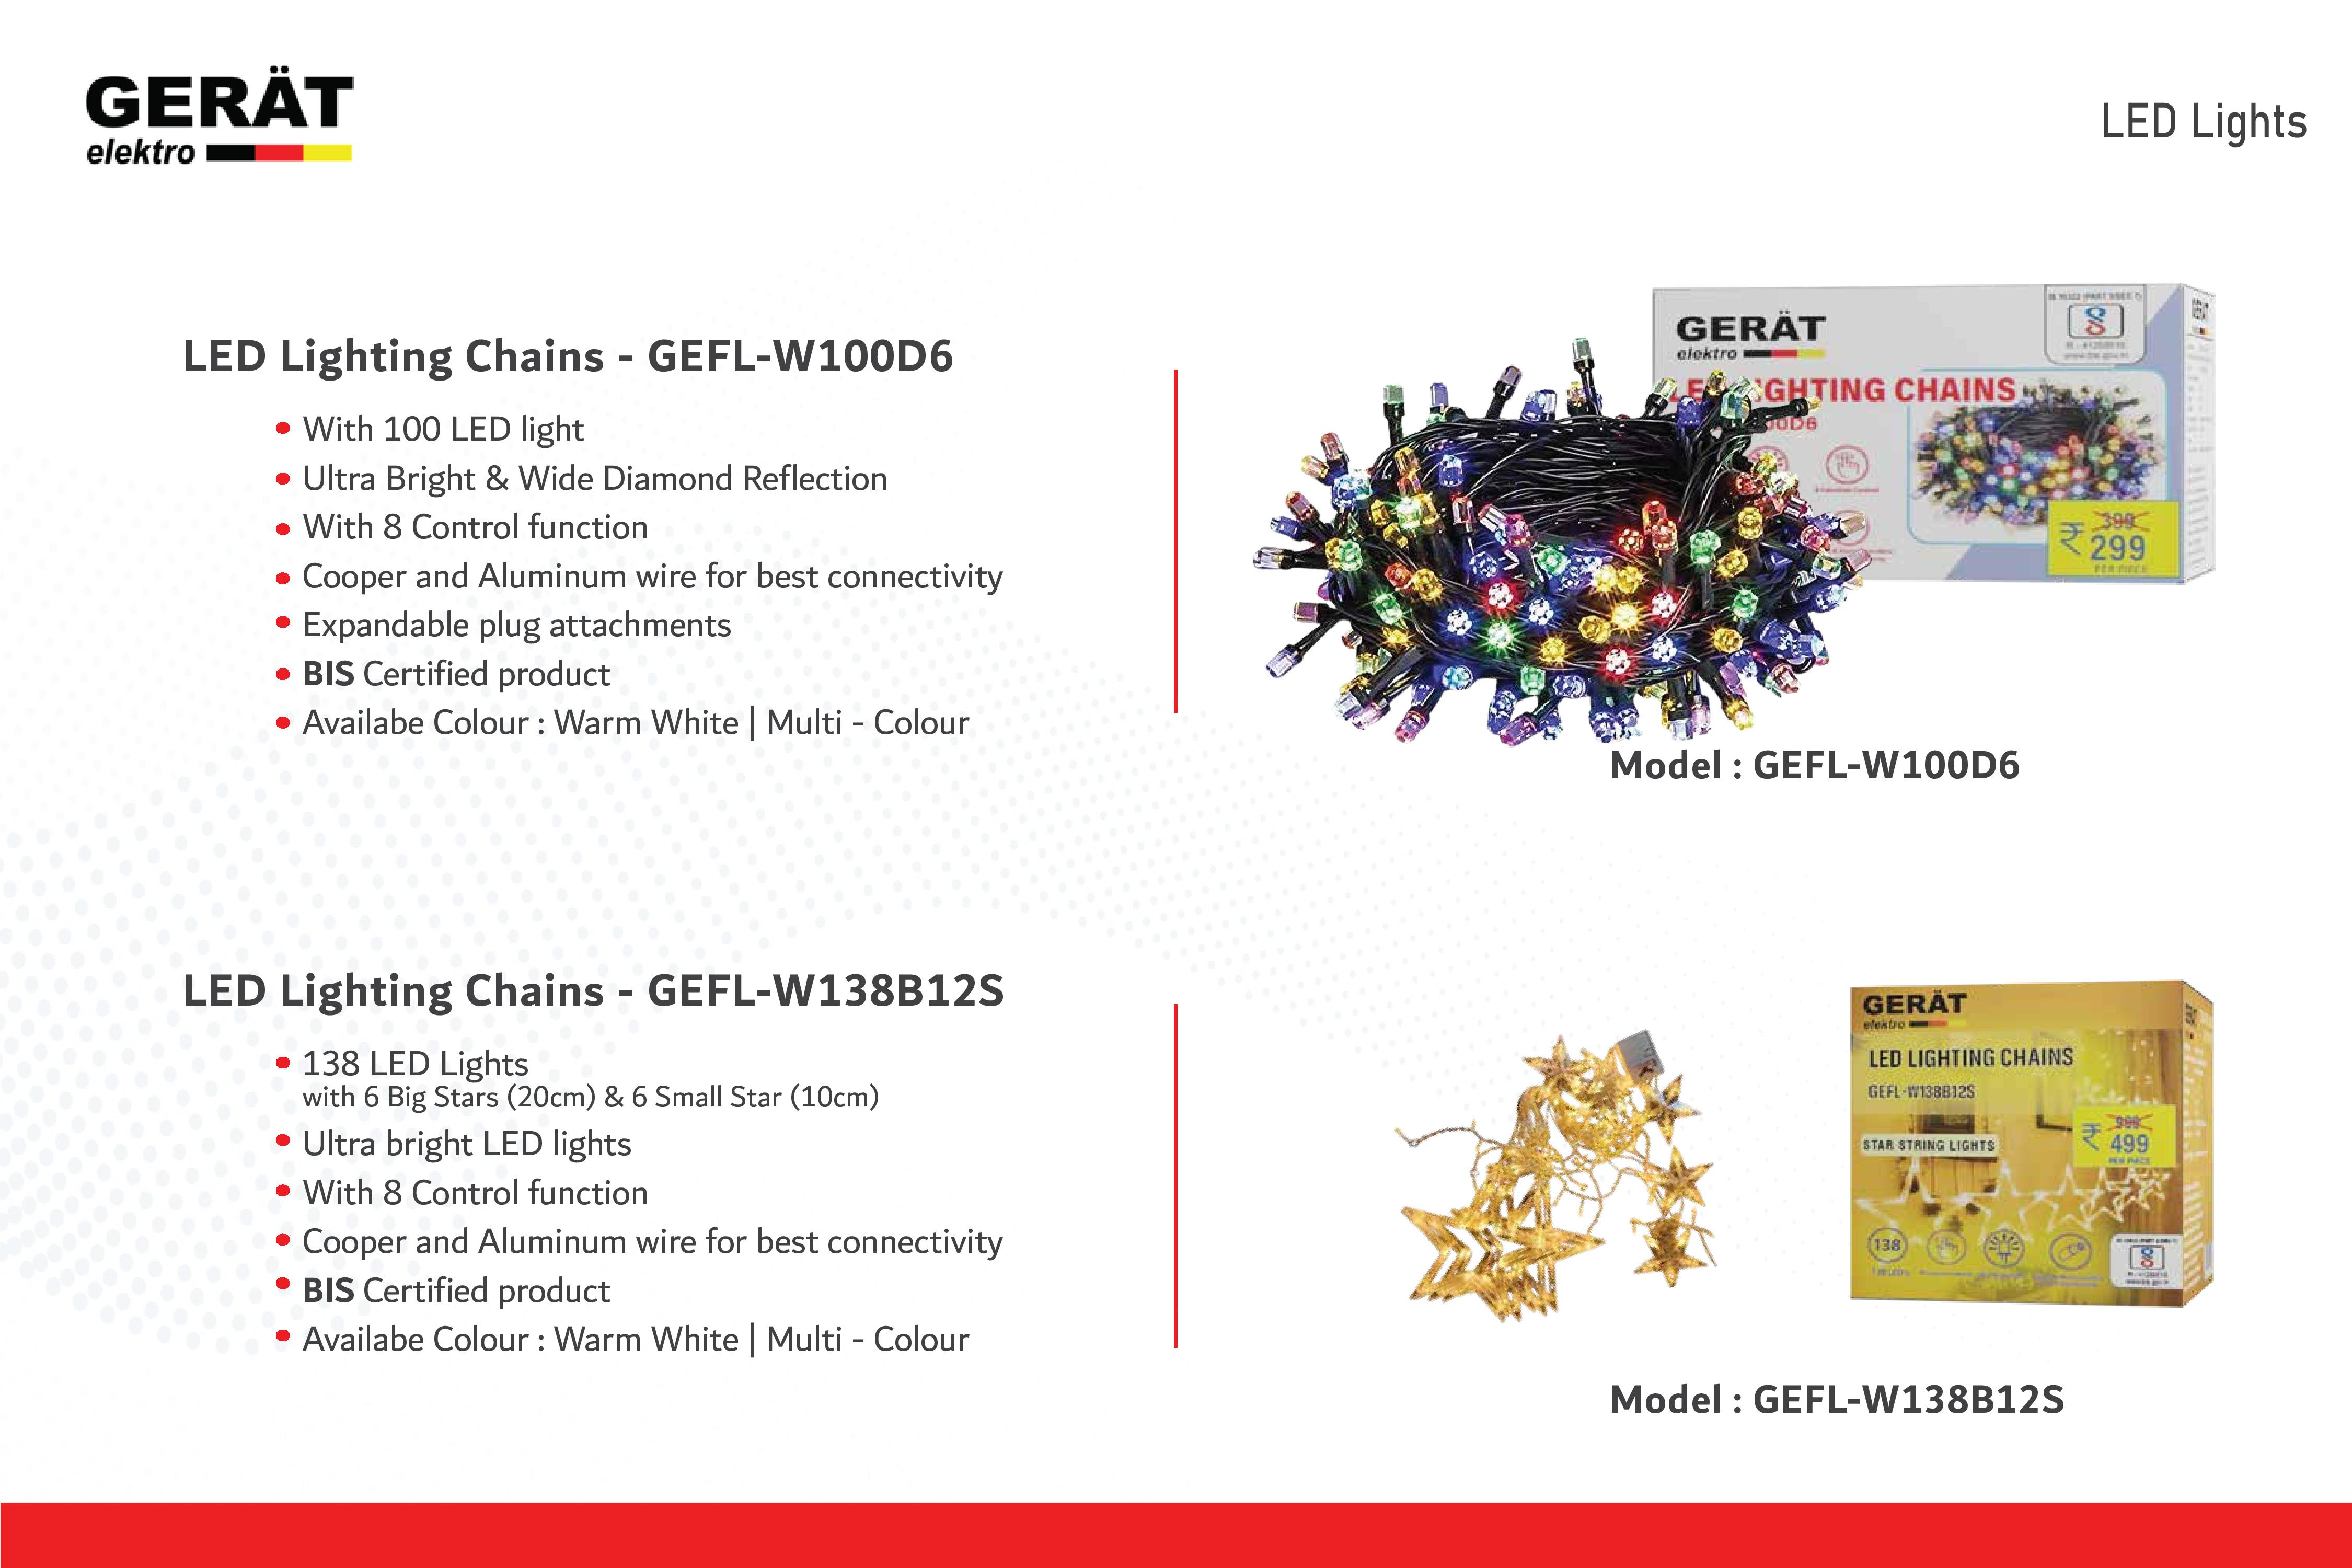 GERÄT
elektro
LED Lights
LED Lighting Chains - GEFL-W100D6
With 100 LED light
Ultra Bright & Wide Diamond Reflection
With 8 Control function
Cooper and Aluminum wire for best connectivity
Expandable plug attachments
BIS Certified product
Availabe Colour : Warm White | Multi - Colour
GERÄT
elektro
LIGHTING CHAINS
399
₹ 299
PER PIECE
GERÄT
Model : GEFL-W100D6
LED Lighting Chains - GEFL-W138B12S
138 LED Lights
with 6 Big Stars (20cm) & 6 Small Star (10cm)
Ultra bright LED lights
With 8 Control function
Cooper and Aluminum wire for best connectivity
BIS Certified product
Availabe Colour : Warm White | Multi - Colour
GERÄT
elektro
LED LIGHTING CHAINS
GEFL-W138B12S
STAR STRING LIGHTS
999
₹ 499
PER PIECE
138
Model : GEFL-W138B12S